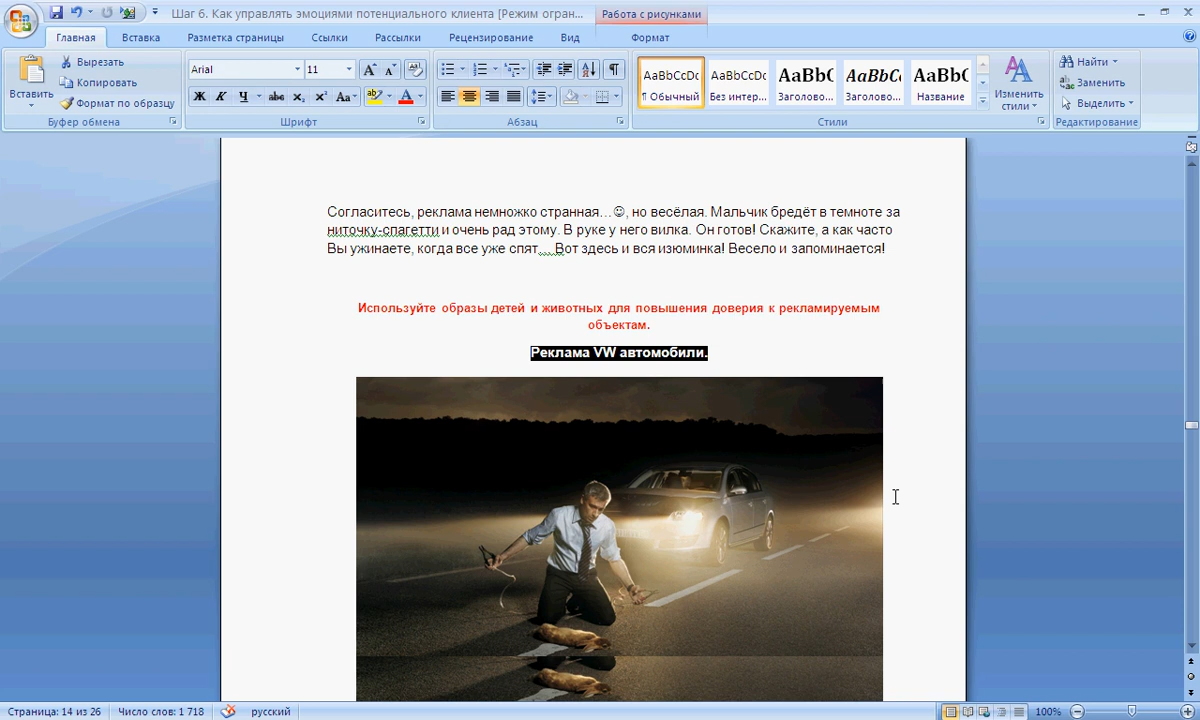 Шаг 6. Как управлять эмоциями потенциального клиента [Режим огран...
Работа с рисунками
Главная Вставка Разметка страницы Ссылки Рассылки Рецензирование Вид Формат
Вставить
Вырезать
Копировать
Формат по образцу
Буфер обмена
Arial 11
Ж К Ч abc x₂ x² Aa
Шрифт
Абзац
AaBbCcDc AaBbCcDc AaBbC AaBbCc AaBbC
¶ Обычный Без интер... Заголово... Заголово... Название
Изменить
стили
Стили
Найти
Заменить
Выделить
Редактирование
Согласитесь, реклама немножко странная…☺, но весёлая. Мальчик бредёт в темноте за
ниточку-спагетти и очень рад этому. В руке у него вилка. Он готов! Скажите, а как часто
Вы ужинаете, когда все уже спят.... Вот здесь и вся изюминка! Весело и запоминается!
Используйте образы детей и животных для повышения доверия к рекламируемым
объектам.
Реклама VW автомобили.
Страница: 14 из 26 Число слов: 1 718 русский 100%